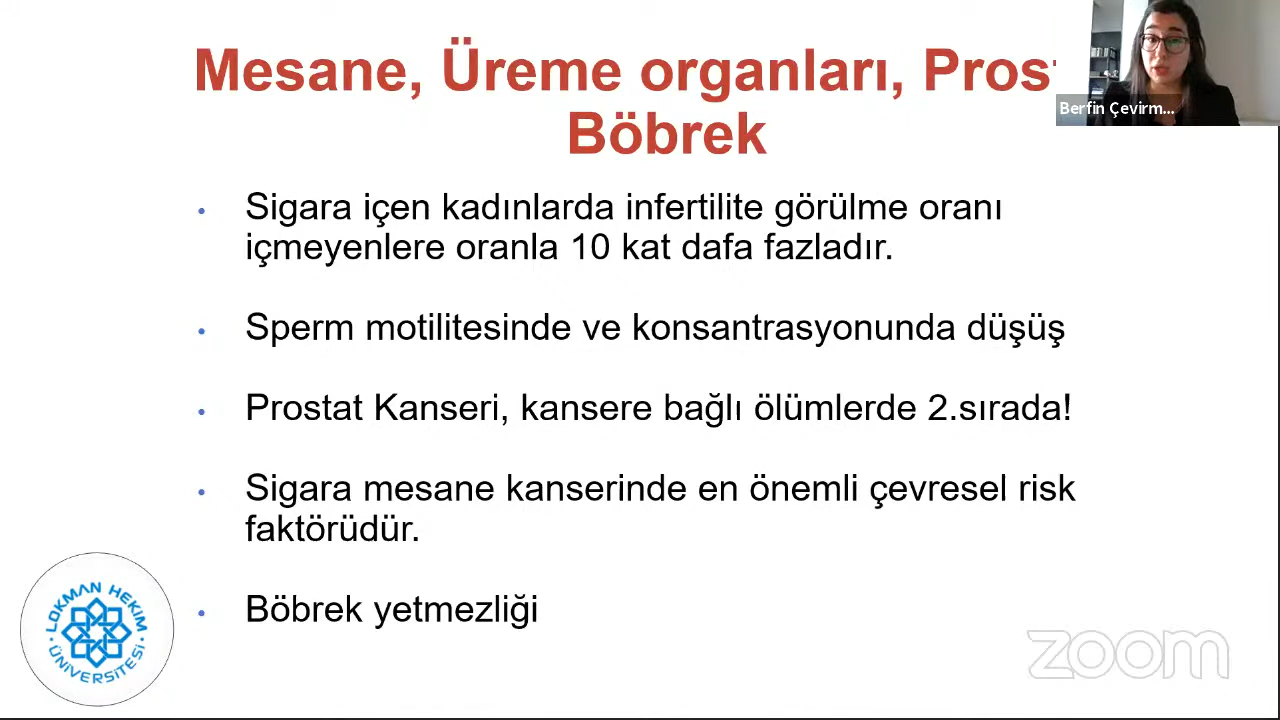 Mesane, Üreme organları, Prost
Böbrek
Berfin Çevirm...
• Sigara içen kadınlarda infertilite görülme oranı
içmeyenlere oranla 10 kat dafa fazladır.
• Sperm motilitesinde ve konsantrasyonunda düşüş
• Prostat Kanseri, kansere bağlı ölümlerde 2.sırada!
• Sigara mesane kanserinde en önemli çevresel risk
faktörüdür.
• Böbrek yetmezliği
LOKMAN HEKİM
ÜNİVERSİTESİ
zoom